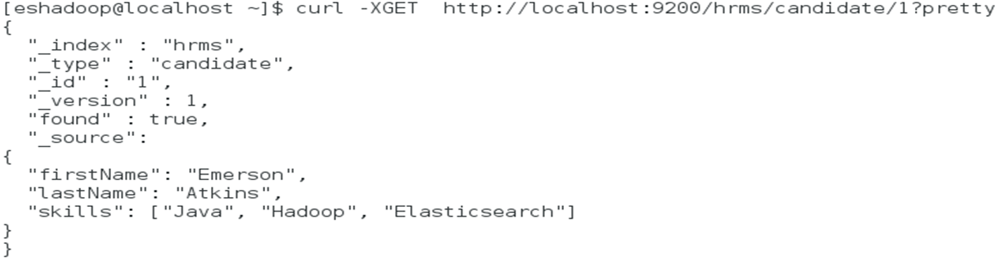 [eshadoop@localhost ~]$ curl -XGET  http://localhost:9200/hrms/candidate/1?pretty
{
  "_index" : "hrms",
  "_type" : "candidate",
  "_id" : "1",
  "_version" : 1,
  "found" : true,
  "_source":
{
  "firstName": "Emerson",
  "lastName": "Atkins",
  "skills": ["Java", "Hadoop", "Elasticsearch"]
}
}